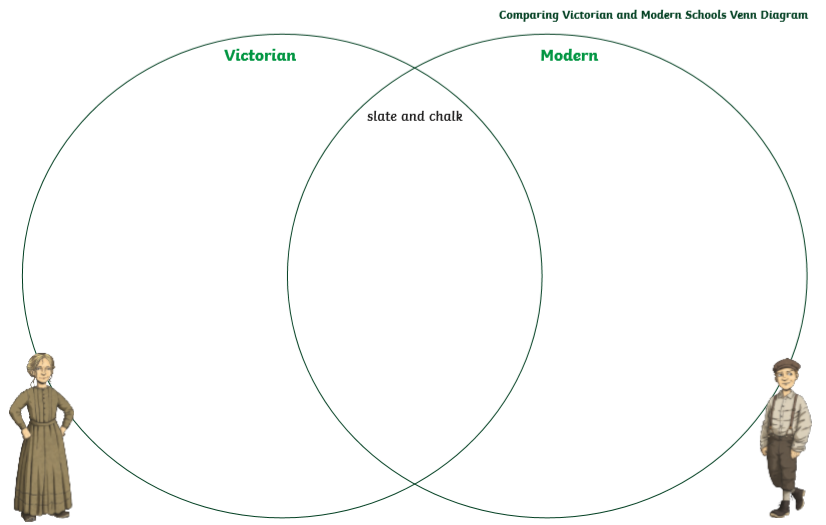 Comparing Victorian and Modern Schools Venn Diagram
Victorian
Modern
slate and chalk